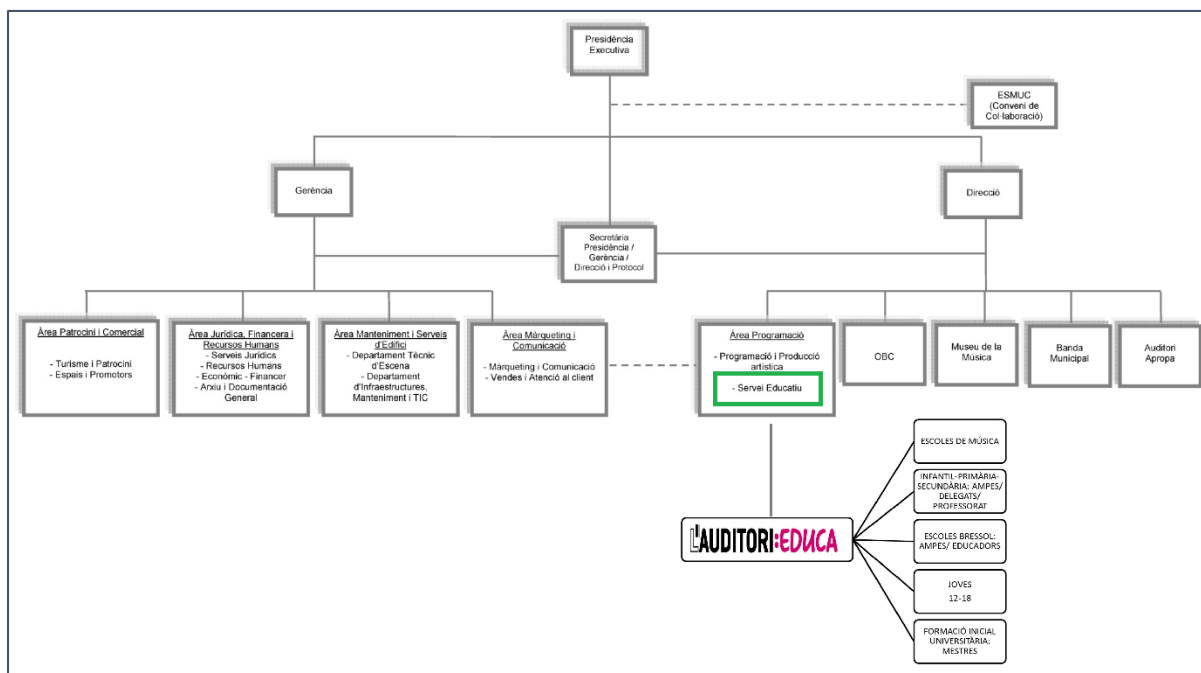 Presidència
Executiva
ESMUC
(Conveni de
Col·laboració)
Gerència
Direcció
Secretària
Presidència /
Gerència /
Direcció i Protocol
Àrea Patrocini i Comercial
- Turisme i Patrocini
- Espais i Promotors
Àrea Jurídica, Financera i
Recursos Humans
- Serveis Jurídics
- Recursos Humans
- Econòmic - Financer
- Arxiu i Documentació
General
Àrea Manteniment i Serveis
d'Edifici
- Departament Tècnic
d'Escena
- Departament
d'Infraestructures,
Manteniment i TIC
Àrea Màrqueting i
Comunicació
- Màrqueting i Comunicació
- Vendes i Atenció al client
Àrea Programació
- Programació i Producció
artística
- Servei Educatiu
OBC
Museu de la
Música
Banda
Municipal
Auditori
Apropa
L'AUDITORI:EDUCA
ESCOLES DE MÚSICA
INFANTIL-PRIMÀRIA-
SECUNDÀRIA: AMPES/
DELEGATS/
PROFESSORAT
ESCOLES BRESSOL:
AMPES/ EDUCADORS
JOVES
12-18
FORMACIÓ INICIAL
UNIVERSITÀRIA:
MESTRES